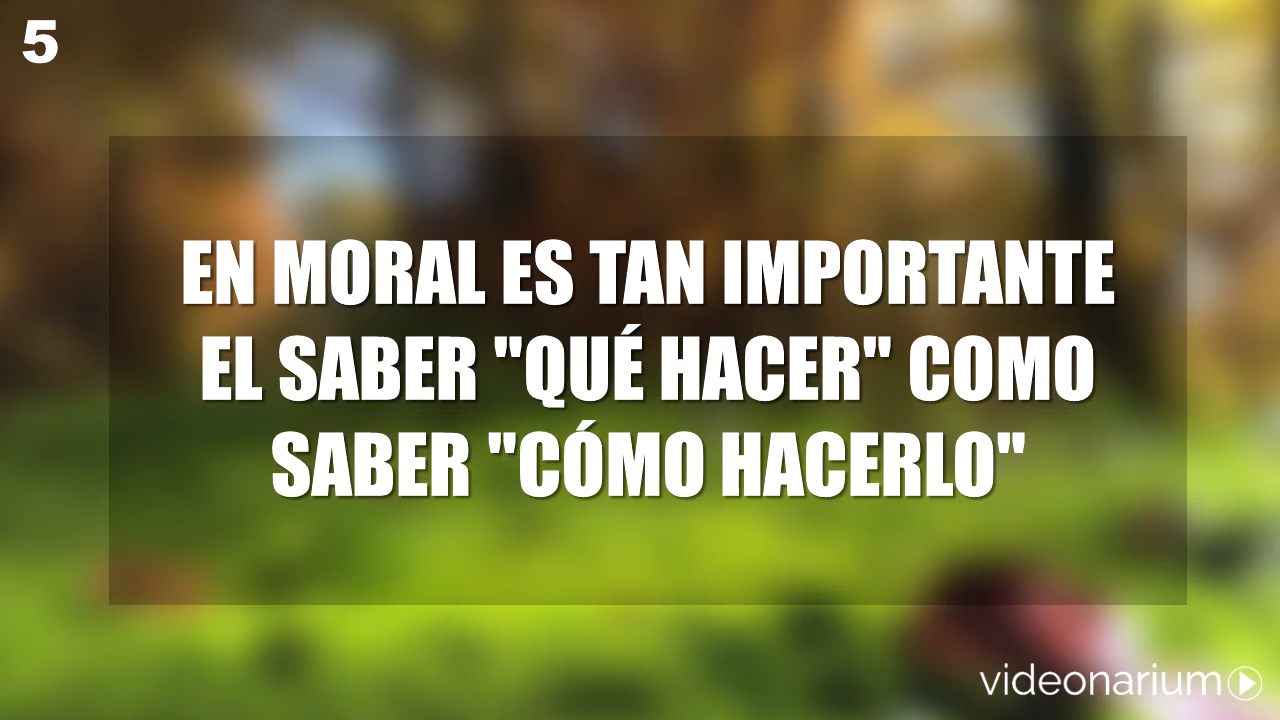 5
EN MORAL ES TAN IMPORTANTE
EL SABER "QUÉ HACER" COMO
SABER "CÓMO HACERLO"
videonarium